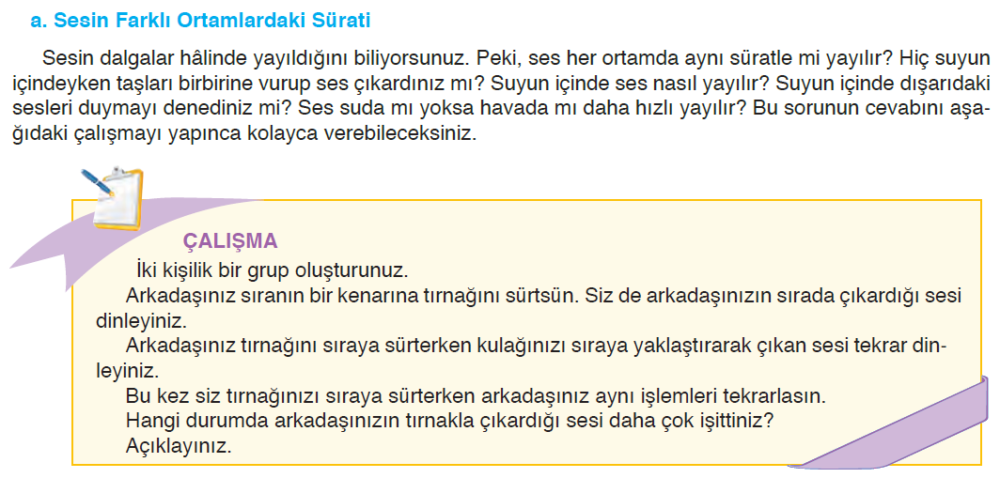 a. Sesin Farklı Ortamlardaki Sürati
Sesin dalgalar hâlinde yayıldığını biliyorsunuz. Peki, ses her ortamda aynı süratle mi yayılır? Hiç suyun
içindeyken taşları birbirine vurup ses çıkardınız mı? Suyun içinde ses nasıl yayılır? Suyun içinde dışarıdaki
sesleri duymayı denediniz mi? Ses suda mı yoksa havada mı daha hızlı yayılır? Bu sorunun cevabını aşa-
ğıdaki çalışmayı yapınca kolayca verebileceksiniz.
ÇALIŞMA
İki kişilik bir grup oluşturunuz.
Arkadaşınız sıranın bir kenarına tırnağını sürtsün. Siz de arkadaşınızın sırada çıkardığı sesi
dinleyiniz.
Arkadaşınız tırnağını sıraya sürterken kulağınızı sıraya yaklaştırarak çıkan sesi tekrar din-
leyiniz.
Bu kez siz tırnağınızı sıraya sürterken arkadaşınız aynı işlemleri tekrarlasın.
Hangi durumda arkadaşınızın tırnakla çıkardığı sesi daha çok işittiniz?
Açıklayınız.